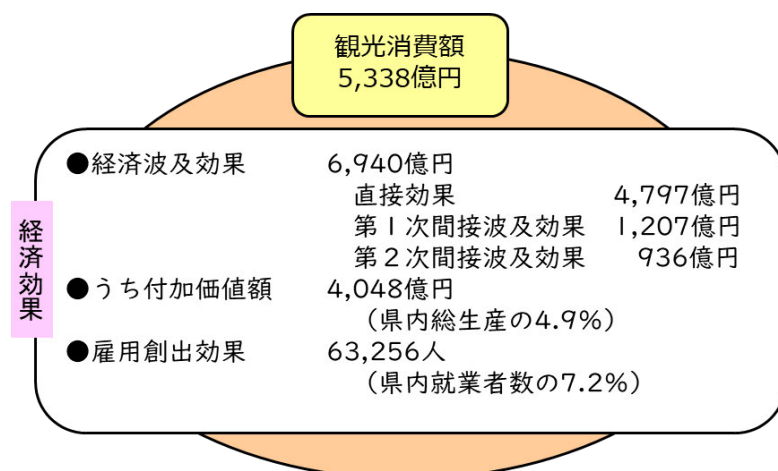 観光消費額
5,338億円
経済効果
●経済波及効果 6,940億円
直接効果 4,797億円
第1次間接波及効果 1,207億円
第2次間接波及効果 936億円
●うち付加価値額 4,048億円
（県内総生産の4.9%）
●雇用創出効果 63,256人
（県内就業者数の7.2%）